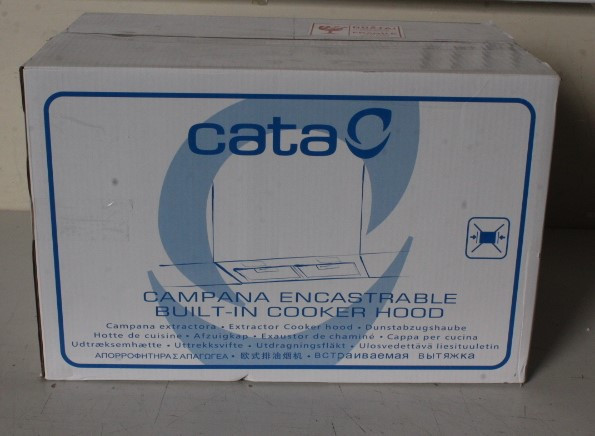 cata
CAMPANA ENCASTRABLE
BUILT-IN COOKER HOOD
Campana extractora • Extractor Cooker hood • Dunstabzugshaube
Hotte de cuisine • Afzuigkap • Exaustor de chaminé • Cappa per cucina
Udtræksemhætte • Uttrekksvifte • Utdragningsfläkt • Ulosvedettävä liesituuletin
ΑΠΟΡΡΟΦΗΤΗΡΑΣ ΑΠΑΓΩΓΕΑ • 欧式排油烟机 • встраиваемая вытяжка